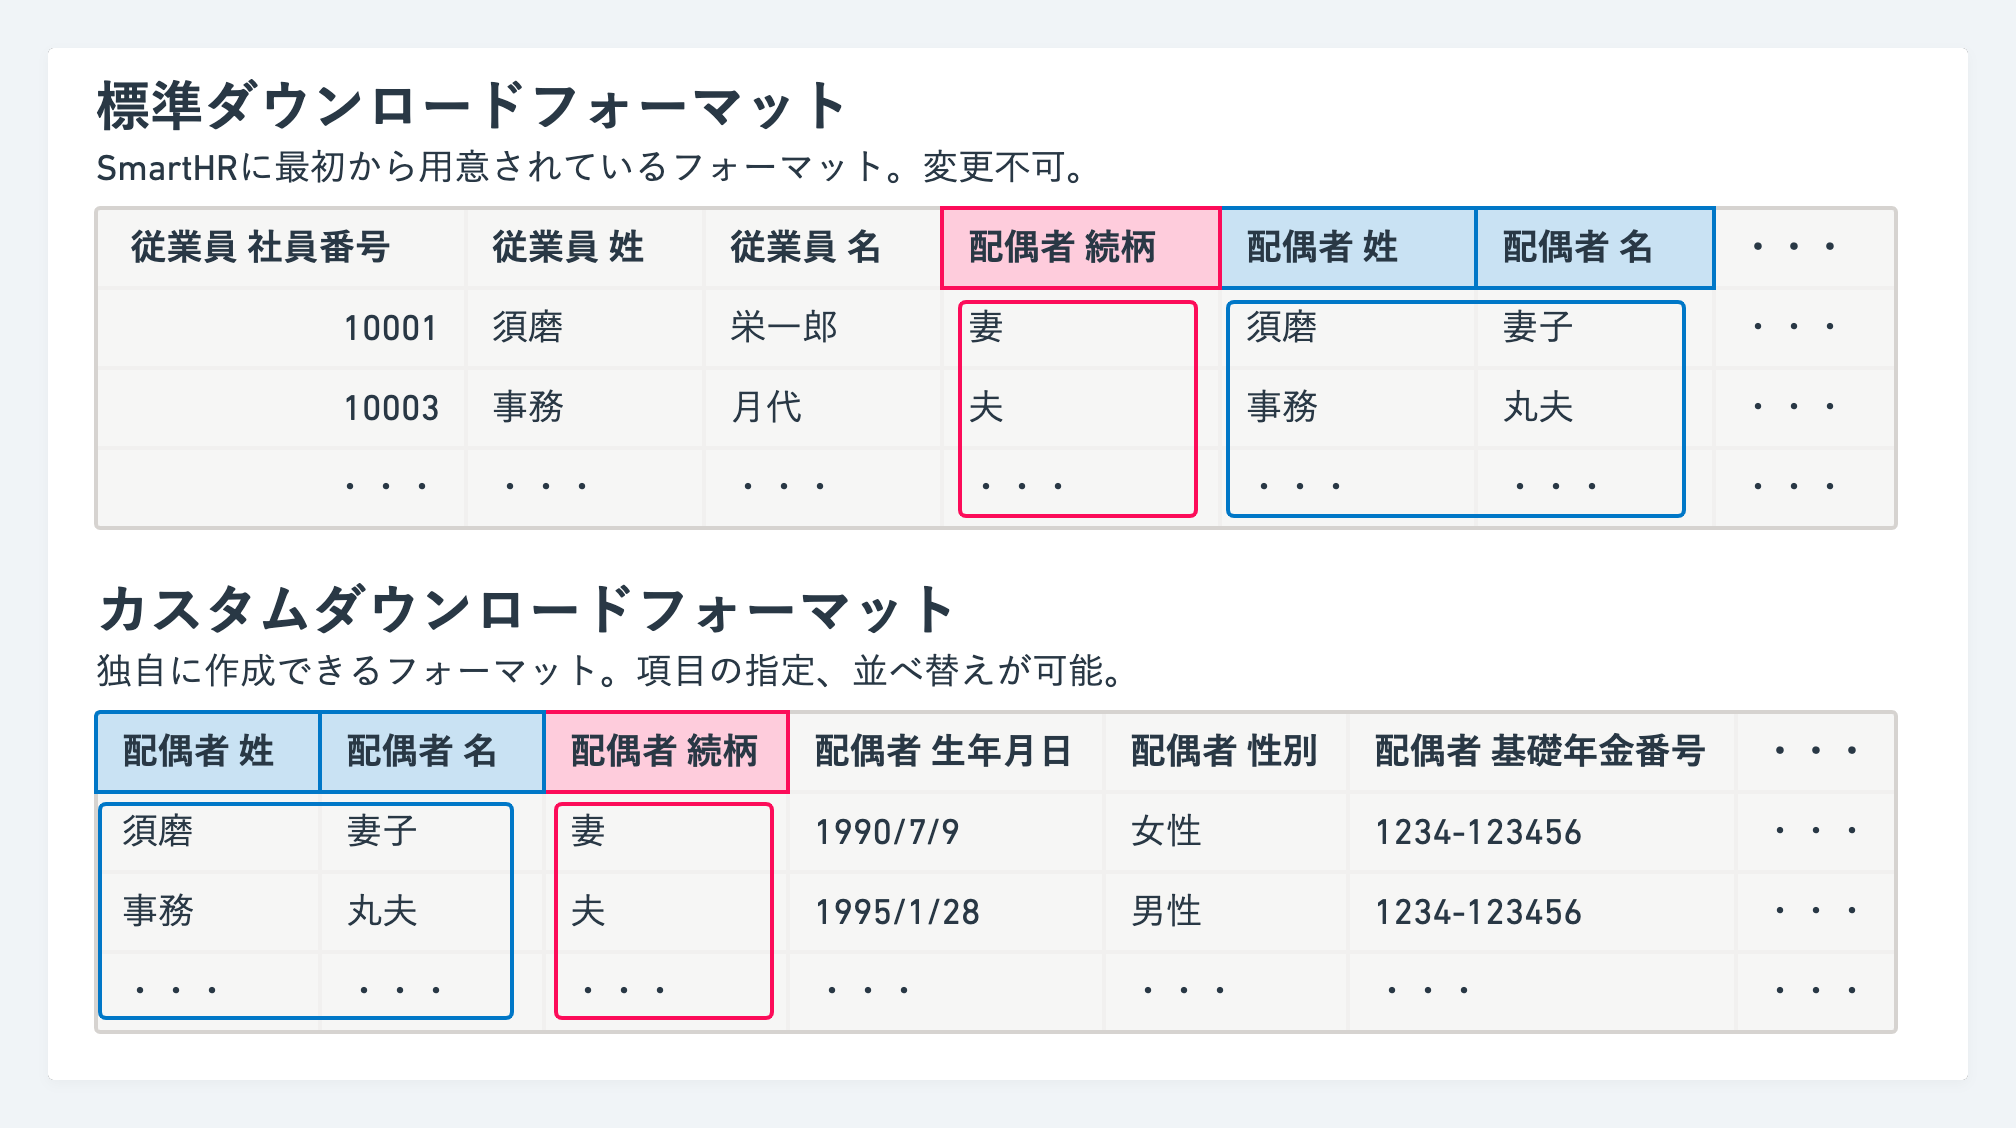 標準ダウンロードフォーマット
SmartHRに最初から用意されているフォーマット。変更不可。
従業員 社員番号 従業員 姓 従業員 名 配偶者 続柄 配偶者 姓 配偶者 名 ・・・
10001 須磨 栄一郎 妻 須磨 妻子 ・・・
10003 事務 月代 夫 事務 丸夫 ・・・
・・・ ・・・ ・・・ ・・・ ・・・ ・・・ ・・・
カスタムダウンロードフォーマット
独自に作成できるフォーマット。項目の指定、並べ替えが可能。
配偶者 姓 配偶者 名 配偶者 続柄 配偶者 生年月日 配偶者 性別 配偶者 基礎年金番号 ・・・
須磨 妻子 妻 1990/7/9 女性 1234-123456 ・・・
事務 丸夫 夫 1995/1/28 男性 1234-123456 ・・・
・・・ ・・・ ・・・ ・・・ ・・・ ・・・ ・・・